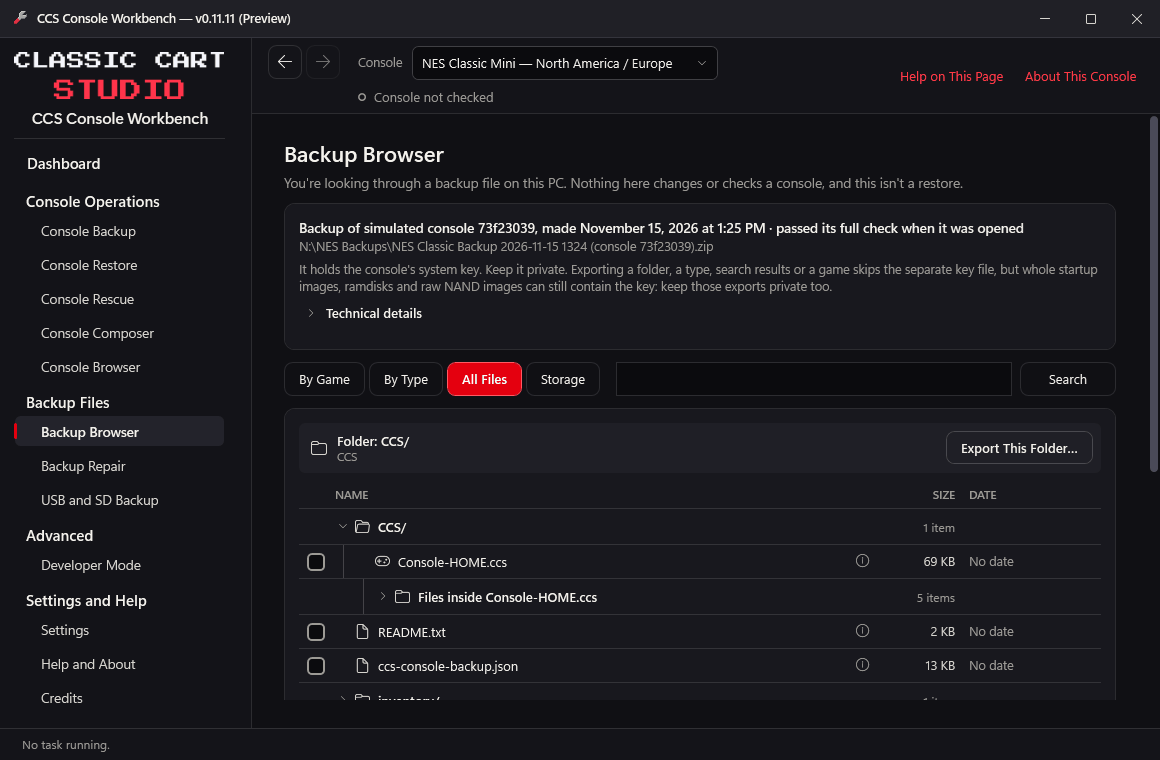 CCS Console Workbench — v0.11.11 (Preview)
CLASSIC CART
STUDIO
CCS Console Workbench
Dashboard
Console Operations
Console Backup
Console Restore
Console Rescue
Console Composer
Console Browser
Backup Files
Backup Browser
Backup Repair
USB and SD Backup
Advanced
Developer Mode
Settings and Help
Settings
Help and About
Credits
Console
NES Classic Mini — North America / Europe
Console not checked
Help on This Page
About This Console
Backup Browser
You're looking through a backup file on this PC. Nothing here changes or checks a console, and this isn't a restore.
Backup of simulated console 73f23039, made November 15, 2026 at 1:25 PM · passed its full check when it was opened
N:\NES Backups\NES Classic Backup 2026-11-15 1324 (console 73f23039).zip
It holds the console's system key. Keep it private. Exporting a folder, a type, search results or a game skips the separate key file, but whole startup
images, ramdisks and raw NAND images can still contain the key: keep those exports private too.
Technical details
By Game
By Type
All Files
Storage
Search
Folder: CCS/
CCS
Export This Folder...
NAME SIZE DATE
CCS/ 1 item
Console-HOME.ccs 69 KB No date
Files inside Console-HOME.ccs 5 items
README.txt 2 KB No date
ccs-console-backup.json 13 KB No date
inventory/
No task running.